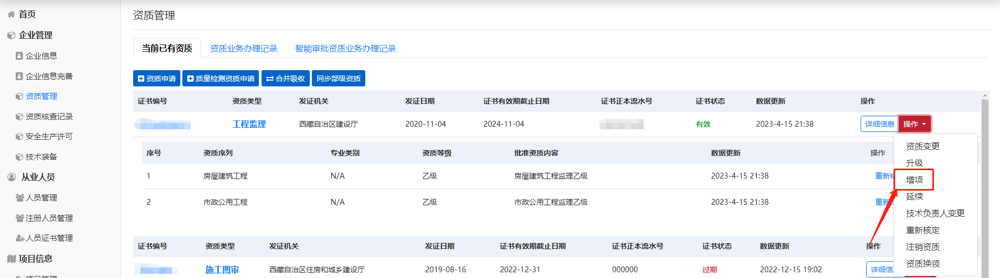 首页
企业管理
企业信息
企业信息完善
资质管理
资质核查记录
安全生产许可
技术装备
从业人员
人员管理
注册人员管理
人员证书管理
项目信息
项目管理
资质管理
当前已有资质 资质业务办理记录 智能审批资质业务办理记录
资质申请 质量检测资质申请 合并吸收 同步部级资质
证书编号 资质类型 发证机关 发证日期 证书有效期截止日期 证书正本流水号 证书状态 数据更新 操作
工程监理 西藏自治区建设厅 2020-11-04 2024-11-04 有效 2023-4-15 21:38 详细信息 操作
序号 资质序列 专业类别 资质等级 批准资质内容 数据更新 操作
1 房屋建筑工程 N/A 乙级 房屋建筑工程监理乙级 2023-4-15 21:38 重新
2 市政公用工程 N/A 乙级 市政公用工程监理乙级 2023-4-15 21:38 重新
资质变更
升级
增项
延续
技术负责人变更
重新核定
注销资质
资质换领
证书编号 资质类型 发证机关 发证日期 证书有效期截止日期 证书正本流水号 证书状态 数据更新 操作
施工图审 西藏自治区住房和城乡建设厅 2019-08-16 2022-12-31 000000 过期 2022-12-15 19:02 详细信